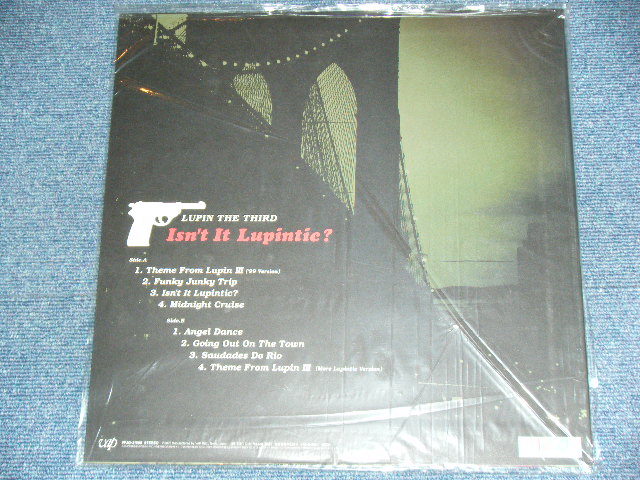 LUPIN THE THIRD
Isn't It Lupintic?
Side.A
1. Theme From Lupin III ('99 Version)
2. Funky Junky Trip
3. Isn't It Lupintic?
4. Midnight Cruise
Side.B
1. Angel Dance
2. Going Out On The Town
3. Saudades Do Rio
4. Theme From Lupin III (More Lupintic Version)
vap
STEREO